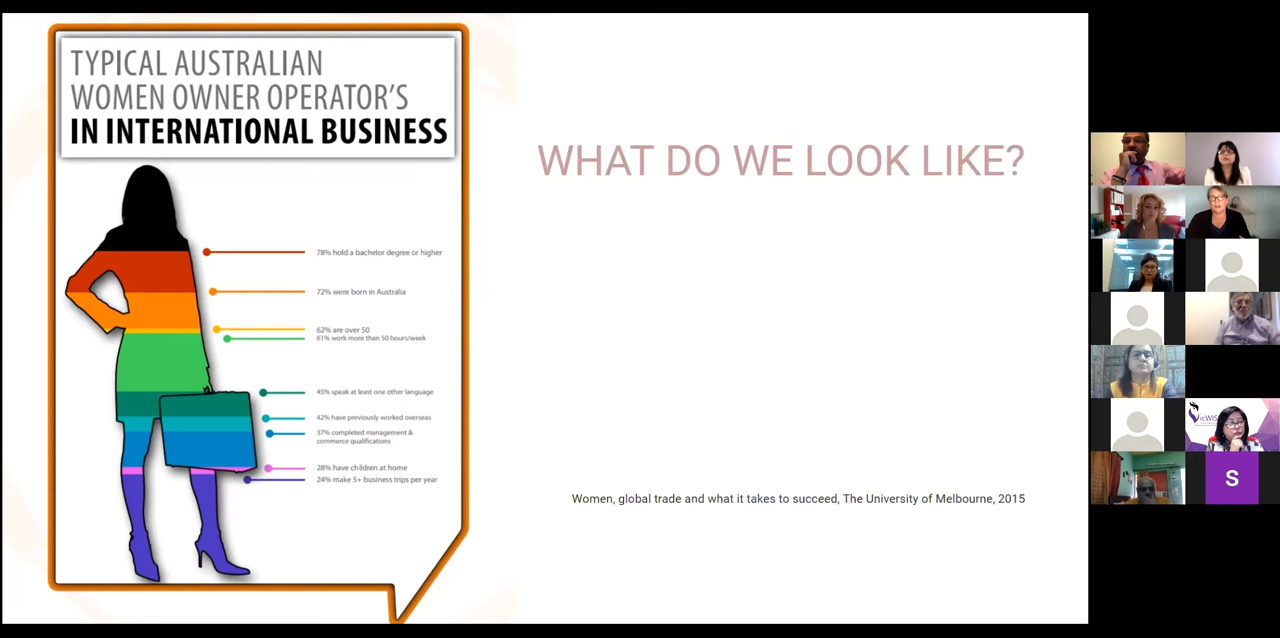 TYPICAL AUSTRALIAN
WOMEN OWNER OPERATOR'S
IN INTERNATIONAL BUSINESS
78% hold a bachelor degree or higher
72% were born in Australia
62% are over 50
61% work more than 50 hours/week
45% speak at least one other language
42% have previously worked overseas
37% completed management &
commerce qualifications
28% have children at home
24% make 5+ business trips per year
WHAT DO WE LOOK LIKE?
Women, global trade and what it takes to succeed, The University of Melbourne, 2015
S